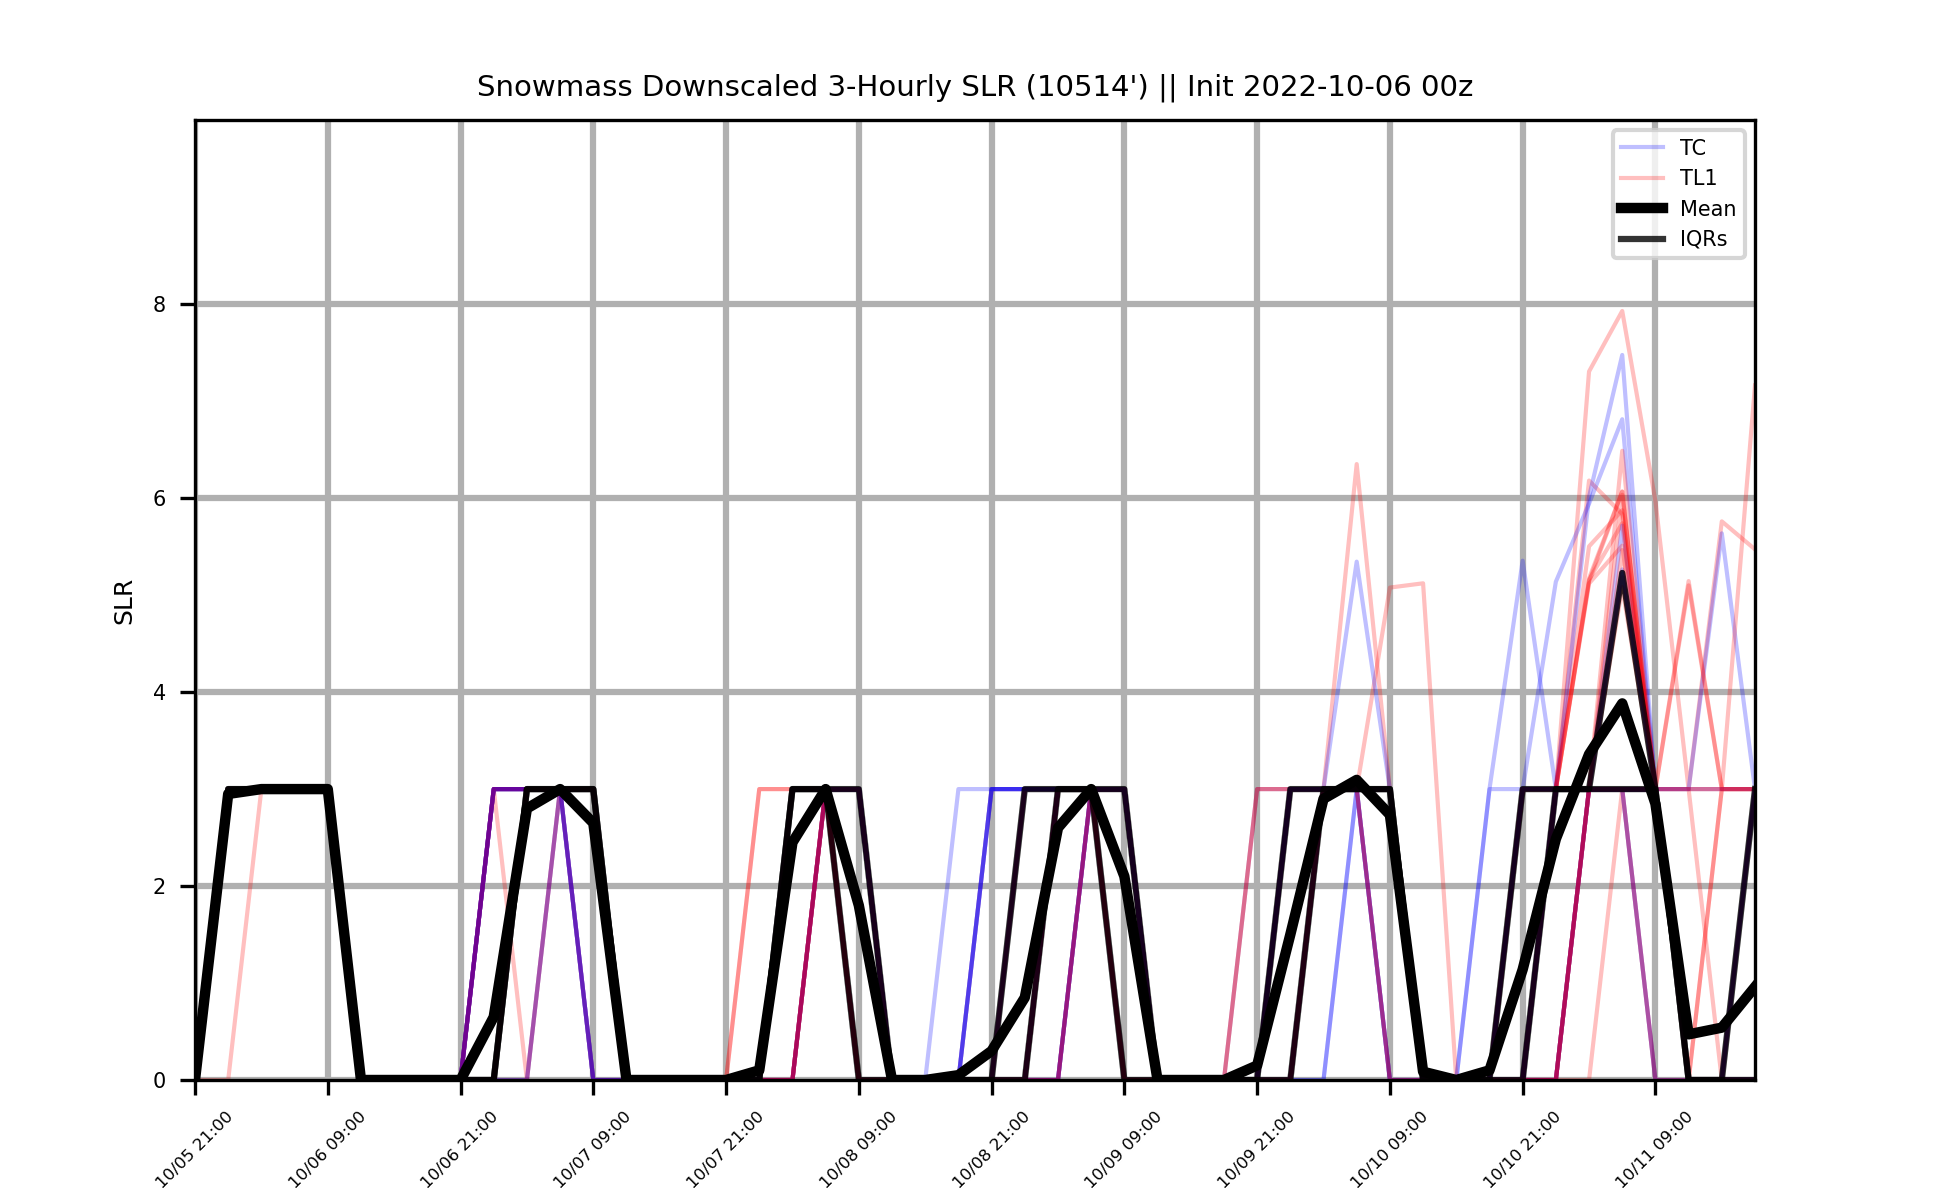 Snowmass Downscaled 3-Hourly SLR (10514') || Init 2022-10-06 00z
TC
TL1
Mean
IQRs
SLR
8
6
4
2
0
10/05 21:00
10/06 09:00
10/06 21:00
10/07 09:00
10/07 21:00
10/08 09:00
10/08 21:00
10/09 09:00
10/09 21:00
10/10 09:00
10/10 21:00
10/11 09:00